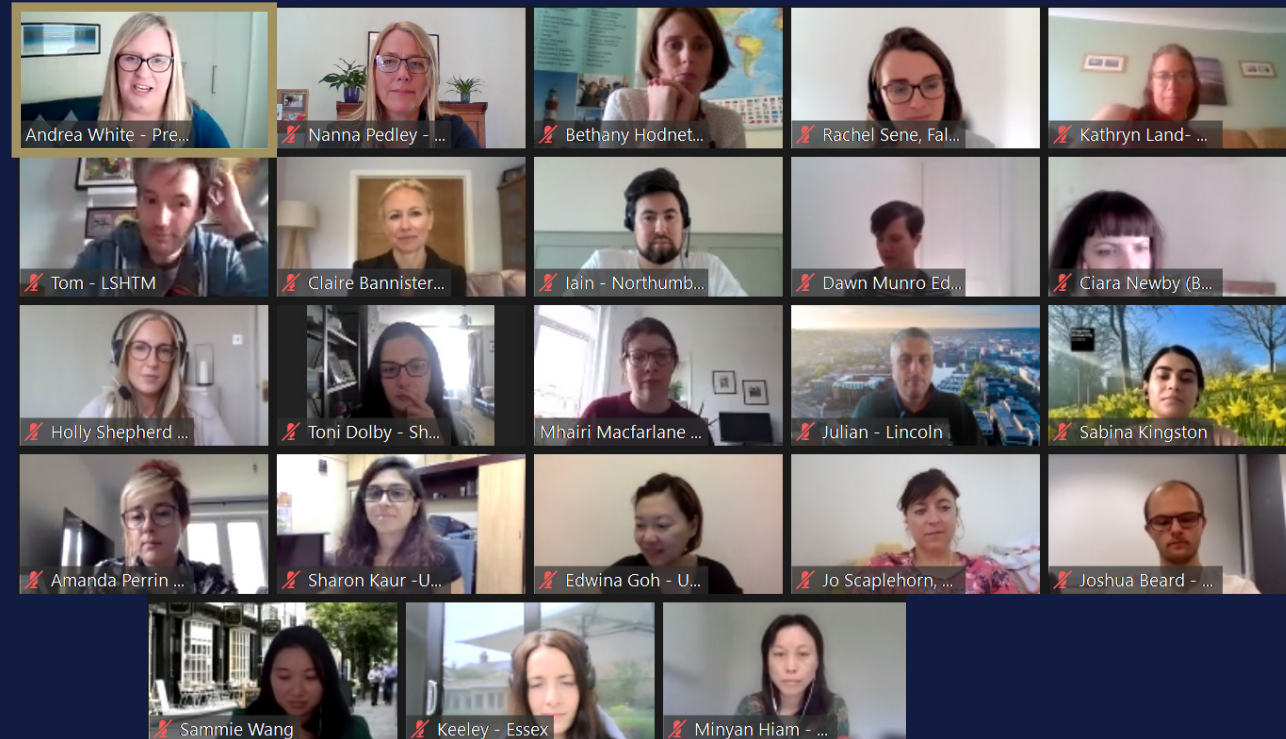 Andrea White - Pre...
Nanna Pedley - ...
Bethany Hodnet...
Rachel Sene, Fal...
Kathryn Land- ...
Tom - LSHTM
Claire Bannister...
Iain - Northumb...
Dawn Munro Ed...
Ciara Newby (B...
Holly Shepherd ...
Toni Dolby - Sh...
Mhairi Macfarlane ...
Julian - Lincoln
Sabina Kingston
Amanda Perrin ...
Sharon Kaur -U...
Edwina Goh - U...
Jo Scaplehorn, ...
Joshua Beard - ...
Sammie Wang
Keeley - Essex
Minyan Hiam - ...